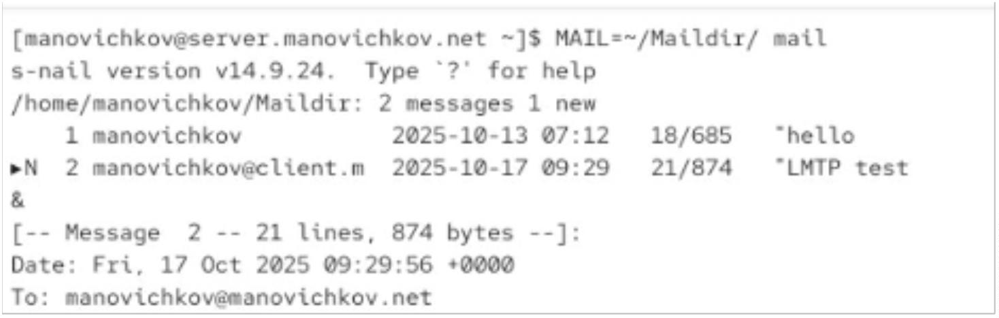 [manovichkov@server.manovichkov.net ~]$ MAIL=~/Maildir/ mail
s-nail version v14.9.24.  Type `?' for help
/home/manovichkov/Maildir: 2 messages 1 new
    1 manovichkov           2025-10-13 07:12   18/685   "hello
▸N  2 manovichkov@client.m  2025-10-17 09:29   21/874   "LMTP test
&
[-- Message  2 -- 21 lines, 874 bytes --]:
Date: Fri, 17 Oct 2025 09:29:56 +0000
To: manovichkov@manovichkov.net